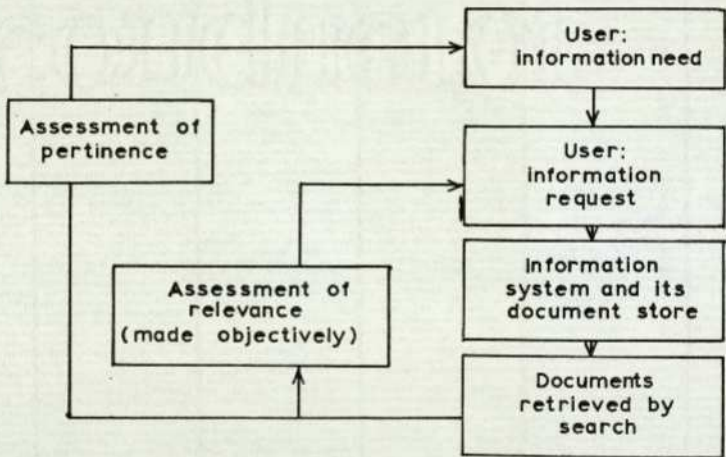 User:
information need
Assessment of
pertinence
User:
information
request
Assessment of
relevance
(made objectively)
Information
system and its
document store
Documents
retrieved by
search